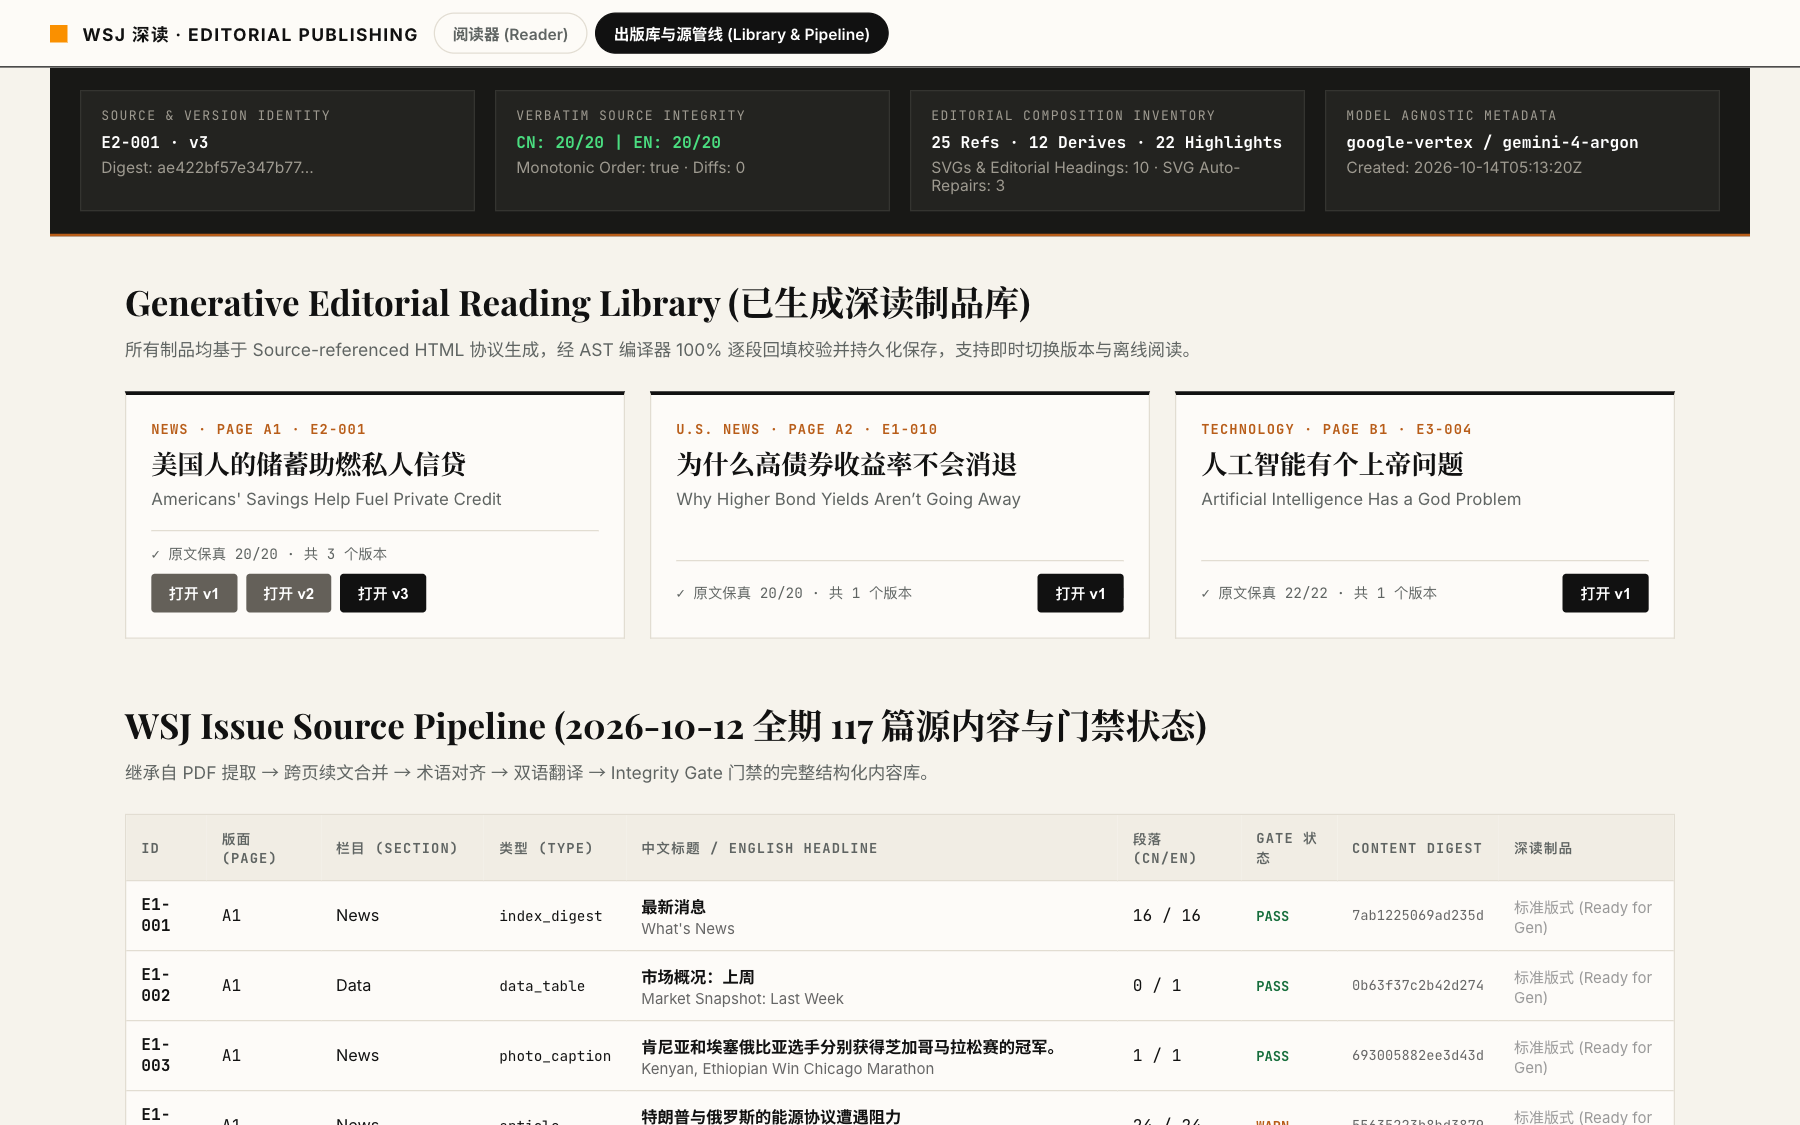 WSJ 深读 · EDITORIAL PUBLISHING
阅读器 (Reader)
出版库与源管线 (Library & Pipeline)
SOURCE & VERSION IDENTITY
E2-001 · v3
Digest: ae422bf57e347b77...
VERBATIM SOURCE INTEGRITY
CN: 20/20 | EN: 20/20
Monotonic Order: true · Diffs: 0
EDITORIAL COMPOSITION INVENTORY
25 Refs · 12 Derives · 22 Highlights
SVGs & Editorial Headings: 10 · SVG Auto-
Repairs: 3
MODEL AGNOSTIC METADATA
google-vertex / gemini-4-argon
Created: 2026-10-14T05:13:20Z
Generative Editorial Reading Library (已生成深读制品库)
所有制品均基于 Source-referenced HTML 协议生成，经 AST 编译器 100% 逐段回填校验并持久化保存，支持即时切换版本与离线阅读。
NEWS · PAGE A1 · E2-001
美国人的储蓄助燃私人信贷
Americans' Savings Help Fuel Private Credit
✓ 原文保真 20/20 · 共 3 个版本
打开 v1
打开 v2
打开 v3
U.S. NEWS · PAGE A2 · E1-010
为什么高债券收益率不会消退
Why Higher Bond Yields Aren’t Going Away
✓ 原文保真 20/20 · 共 1 个版本
打开 v1
TECHNOLOGY · PAGE B1 · E3-004
人工智能有个上帝问题
Artificial Intelligence Has a God Problem
✓ 原文保真 22/22 · 共 1 个版本
打开 v1
WSJ Issue Source Pipeline (2026-10-12 全期 117 篇源内容与门禁状态)
继承自 PDF 提取 → 跨页续文合并 → 术语对齐 → 双语翻译 → Integrity Gate 门禁的完整结构化内容库。
ID
版面
(PAGE)
栏目 (SECTION)
类型 (TYPE)
中文标题 / ENGLISH HEADLINE
段落
(CN/EN)
GATE 状
态
CONTENT DIGEST
深读制品
E1-
001
A1
News
index_digest
最新消息
What's News
16 / 16
PASS
7ab1225069ad235d
标准版式 (Ready for
Gen)
E1-
002
A1
Data
data_table
市场概况：上周
Market Snapshot: Last Week
0 / 1
PASS
0b63f37c2b42d274
标准版式 (Ready for
Gen)
E1-
003
A1
News
photo_caption
肯尼亚和埃塞俄比亚选手分别获得芝加哥马拉松赛的冠军。
Kenyan, Ethiopian Win Chicago Marathon
1 / 1
PASS
693005882ee3d43d
标准版式 (Ready for
Gen)
E1-
A1
News
article
特朗普与俄罗斯的能源协议遭遇阻力
24 / 24
WARN
标准版式 (Ready for